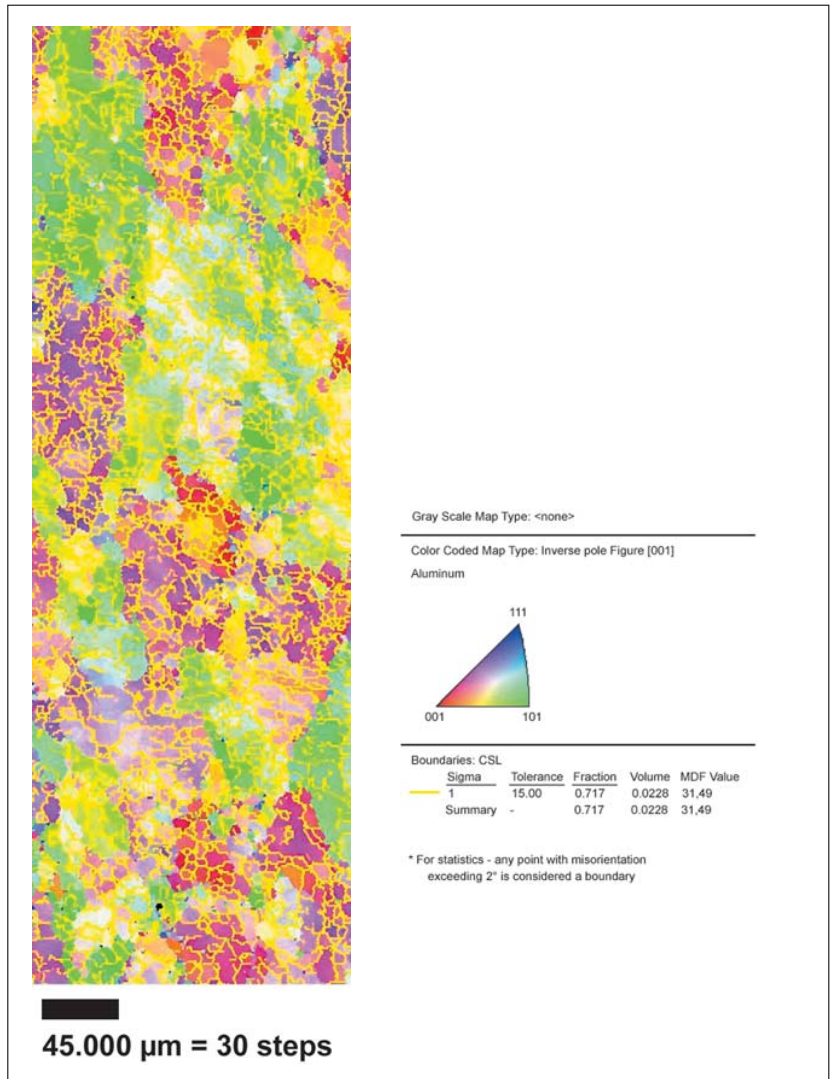 Gray Scale Map Type: <none>
Color Coded Map Type: Inverse pole Figure [001]
Aluminum
111
001 101
Boundaries: CSL
Sigma Tolerance Fraction Volume MDF Value
1 15.00 0.717 0.0228 31,49
Summary - 0.717 0.0228 31,49
* For statistics - any point with misorientation
exceeding 2° is considered a boundary
45.000 µm = 30 steps